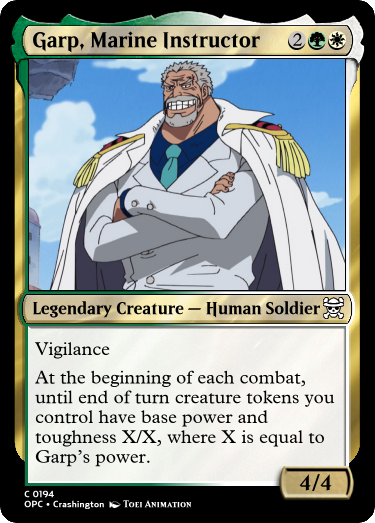 Garp, Marine Instructor 2
Legendary Creature — Human Soldier
Vigilance
At the beginning of each combat,
until end of turn creature tokens you
control have base power and
toughness X/X, where X is equal to
Garp's power.
4/4
C 0194
OPC • Crashington TOEI ANIMATION